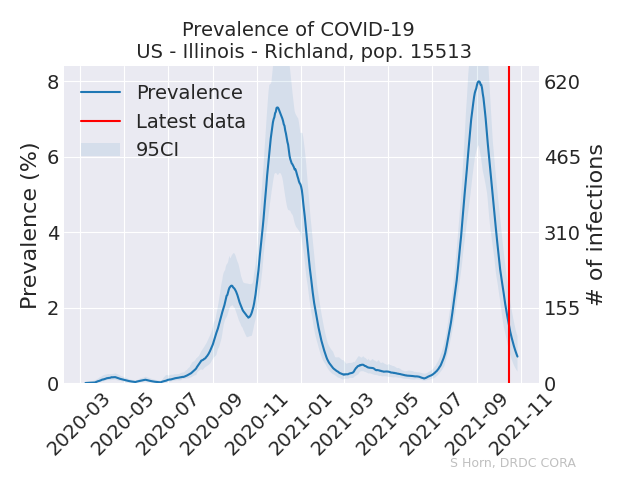 Prevalence of COVID-19
US - Illinois - Richland, pop. 15513
Prevalence
Latest data
95CI
Prevalence (%)
8
6
4
2
0
# of infections
620
465
310
155
0
2020-03
2020-05
2020-07
2020-09
2020-11
2021-01
2021-03
2021-05
2021-07
2021-09
2021-11
S Horn, DRDC CORA